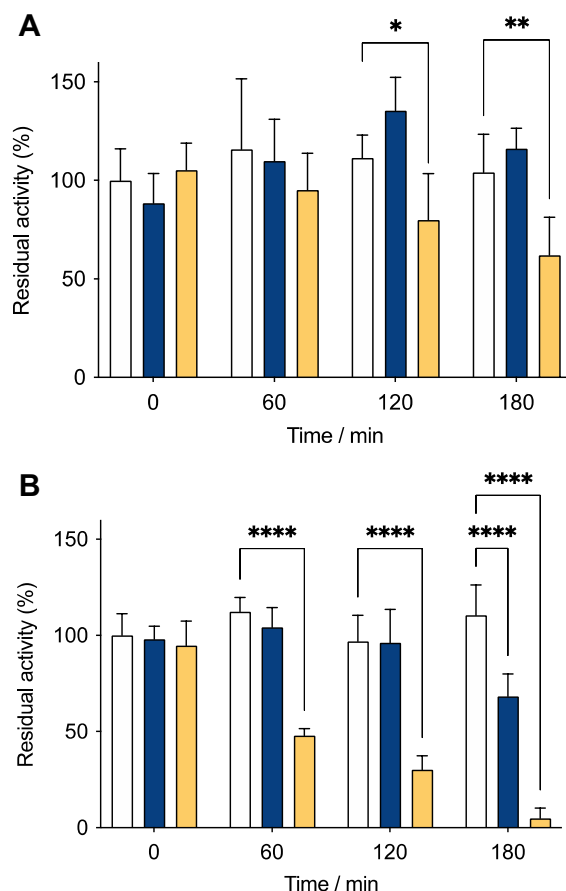 A
* **
150
100
50
0
Residual activity (%)
0 60 120 180
Time / min
B
****
**** **** ****
150
100
50
0
Residual activity (%)
0 60 120 180
Time / min